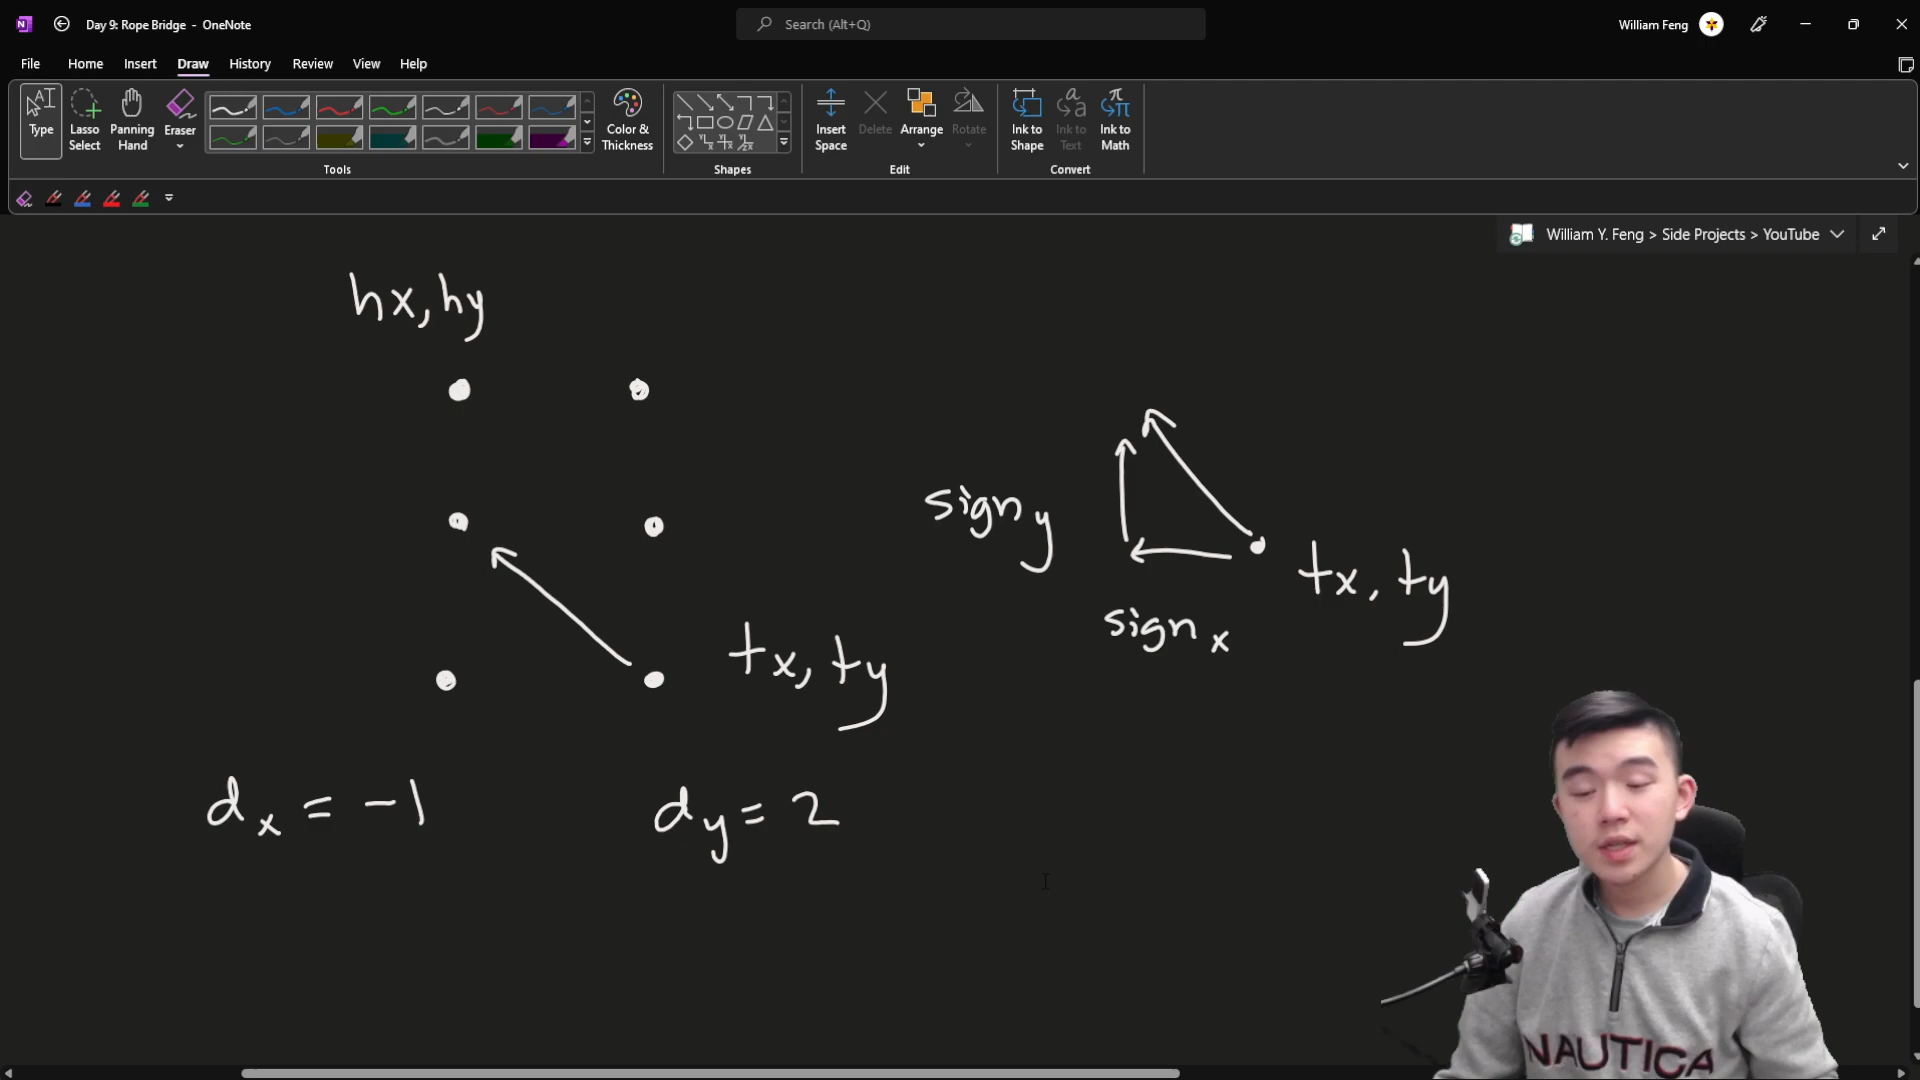 Day 9: Rope Bridge - OneNote
Search (Alt+Q)
William Feng
File Home Insert Draw History Review View Help
Type
Lasso Select
Panning Hand
Eraser
Color & Thickness
Insert Space
Delete
Arrange
Rotate
Ink to Shape
Ink to Text
Ink to Math
Tools
Shapes
Edit
Convert
William Y. Feng > Side Projects > YouTube
hx, hy
sign y
tx, ty
sign x
tx, ty
dx = -1
dy = 2
NAUTICA